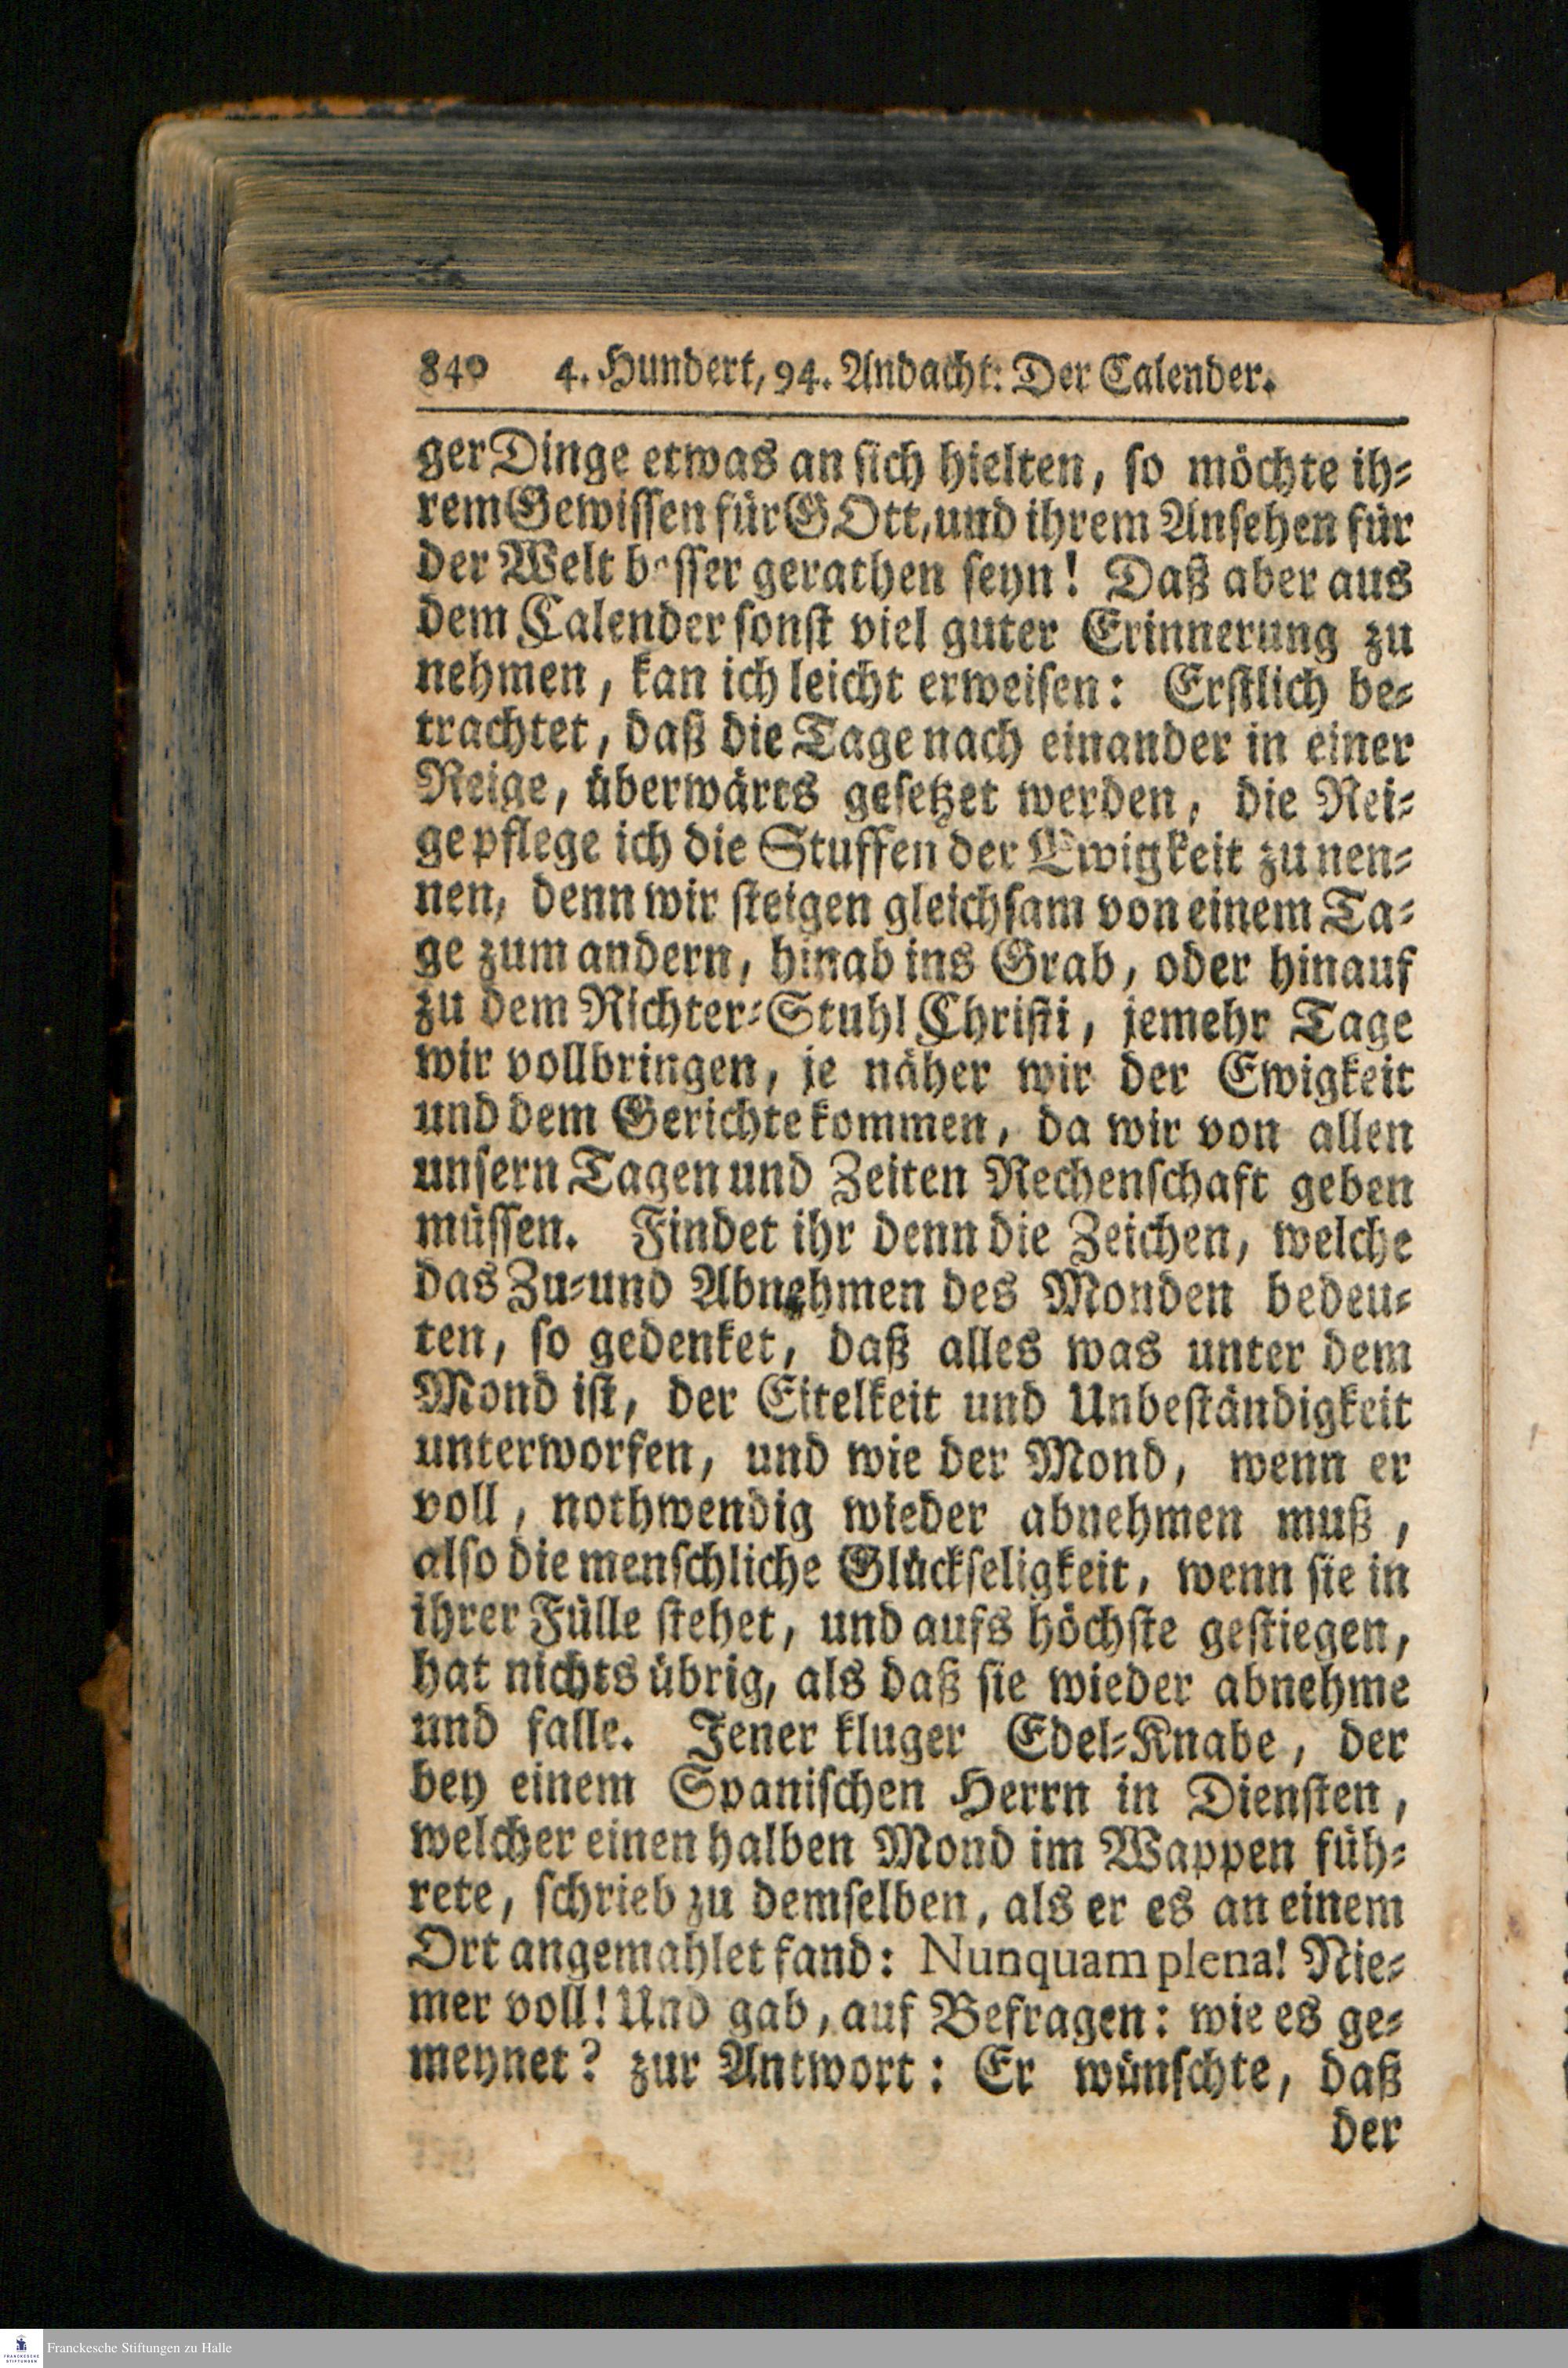 840 4. Hundert, 94. Andacht: Der Calender.
ger Dinge etwas an sich hielten, so möchte ih-
rem Gewissen für GOtt, und ihrem Ansehen für
der Welt besser gerathen seyn! Daß aber aus
dem Calender sonst viel guter Erinnerung zu
nehmen, kan ich leicht erweisen: Erstlich be-
trachtet, daß die Tage nach einander in einer
Reige, überwärts gesetzet werden, die Rei-
ge pflege ich die Stuffen der Ewigkeit zu nen-
nen, denn wir steigen gleichsam von einem Ta-
ge zum andern, hinab ins Grab, oder hinauf
zu dem Richter-Stuhl Christi, jemehr Tage
wir vollbringen, je näher wir der Ewigkeit
und dem Gerichte kommen, da wir von allen
unsern Tagen und Zeiten Rechenschaft geben
müssen. Findet ihr denn die Zeichen, welche
das Zu-und Abnehmen des Monden bedeu-
ten, so gedenket, daß alles was unter dem
Mond ist, der Eitelkeit und Unbeständigkeit
unterworfen, und wie der Mond, wenn er
voll, nothwendig wieder abnehmen muß,
also die menschliche Glückseligkeit, wenn sie in
ihrer Fülle stehet, und aufs höchste gestiegen,
hat nichts übrig, als daß sie wieder abnehme
und falle. Jener kluger Edel-Knabe, der
bey einem Spanischen Herrn in Diensten,
welcher einen halben Mond im Wappen füh-
rete, schrieb zu demselben, als er es an einem
Ort angemahlet fand: Nunquam plena! Nie-
mer voll! Und gab, auf Befragen: wie es ge-
meynet? zur Antwort: Er wünschte, daß
der
Franckesche Stiftungen zu Halle
FRANCKESCHE
STIFTUNGEN